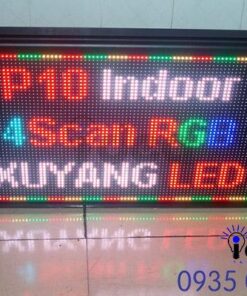 P10 Indoor
4Scan RGB
XUYANG LED
0935